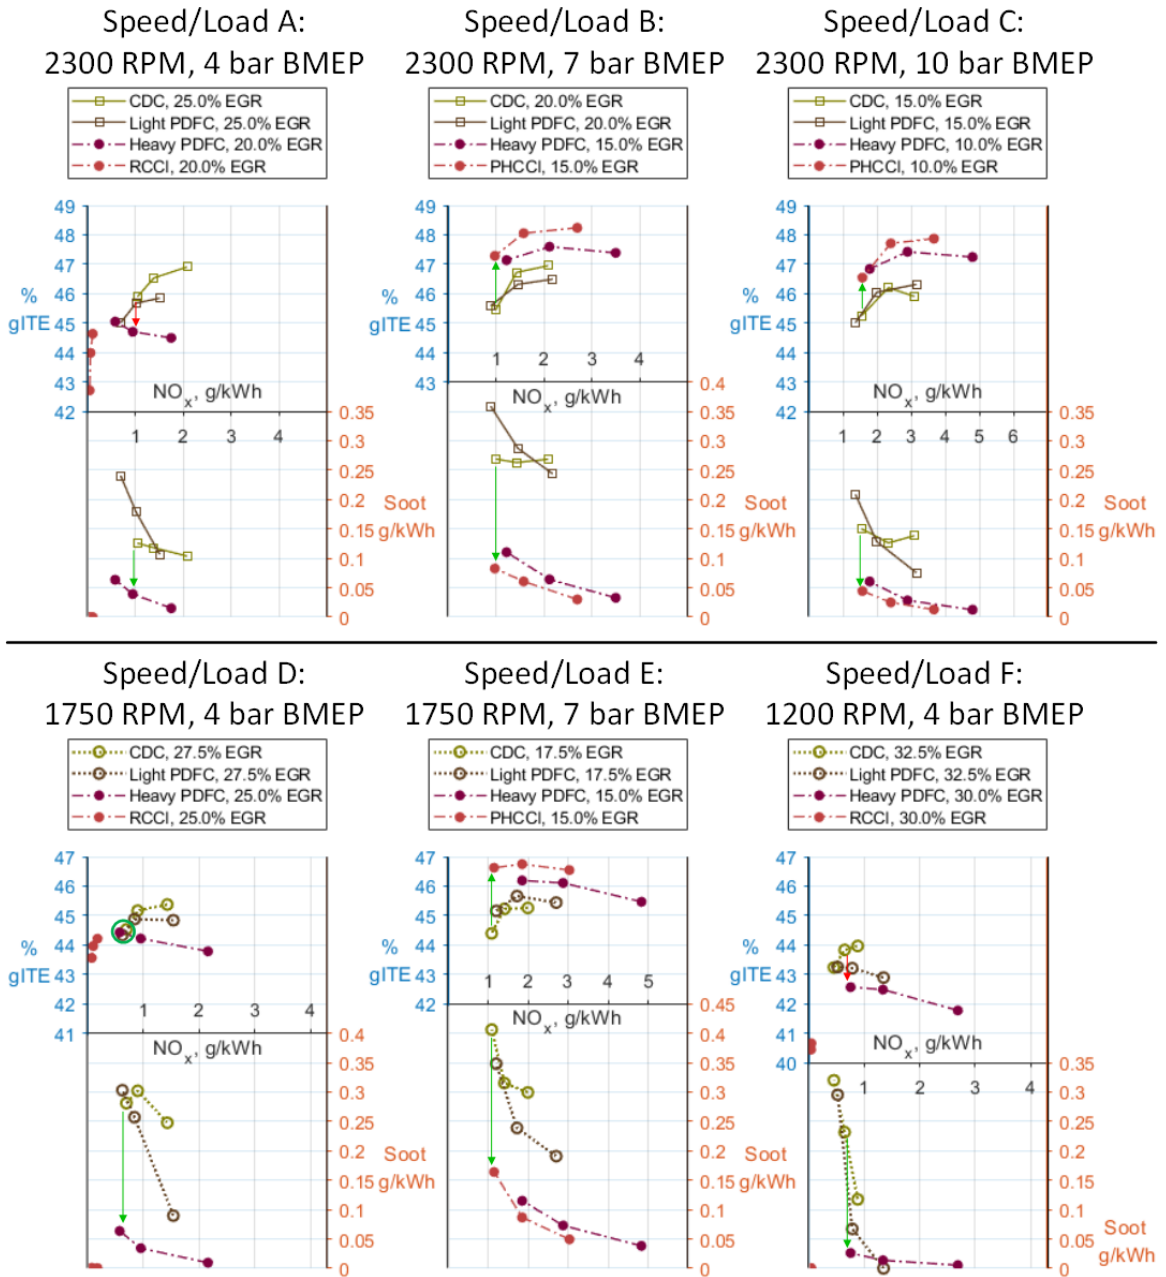 Speed/Load A:
2300 RPM, 4 bar BMEP
CDC, 25.0% EGR
Light PDFC, 25.0% EGR
Heavy PDFC, 20.0% EGR
RCCI, 20.0% EGR
49
48
47
46
45
44
43
42
%
gITE
NOx, g/kWh
1 2 3 4
0.35
0.3
0.25
0.2
0.15
0.1
0.05
0
Soot
g/kWh
Speed/Load B:
2300 RPM, 7 bar BMEP
CDC, 20.0% EGR
Light PDFC, 20.0% EGR
Heavy PDFC, 15.0% EGR
PHCCI, 15.0% EGR
49
48
47
46
45
44
43
%
gITE
1 2 3 4
NOx, g/kWh
0.4
0.35
0.3
0.25
0.2
0.15
0.1
0.05
0
Soot
g/kWh
Speed/Load C:
2300 RPM, 10 bar BMEP
CDC, 15.0% EGR
Light PDFC, 15.0% EGR
Heavy PDFC, 10.0% EGR
PHCCI, 10.0% EGR
49
48
47
46
45
44
43
42
%
gITE
NOx, g/kWh
1 2 3 4 5 6
0.35
0.3
0.25
0.2
0.15
0.1
0.05
0
Soot
g/kWh
Speed/Load D:
1750 RPM, 4 bar BMEP
CDC, 27.5% EGR
Light PDFC, 27.5% EGR
Heavy PDFC, 25.0% EGR
RCCI, 25.0% EGR
47
46
45
44
43
42
41
%
gITE
1 2 3 4
NOx, g/kWh
0.4
0.35
0.3
0.25
0.2
0.15
0.1
0.05
0
Soot
g/kWh
Speed/Load E:
1750 RPM, 7 bar BMEP
CDC, 17.5% EGR
Light PDFC, 17.5% EGR
Heavy PDFC, 15.0% EGR
PHCCI, 15.0% EGR
47
46
45
44
43
42
%
gITE
1 2 3 4 5
NOx, g/kWh
0.45
0.4
0.35
0.3
0.25
0.2
0.15
0.1
0.05
0
Soot
g/kWh
Speed/Load F:
1200 RPM, 4 bar BMEP
CDC, 32.5% EGR
Light PDFC, 32.5% EGR
Heavy PDFC, 30.0% EGR
RCCI, 30.0% EGR
47
46
45
44
43
42
41
40
%
gITE
NOx, g/kWh
1 2 3 4
0.35
0.3
0.25
0.2
0.15
0.1
0.05
0
Soot
g/kWh